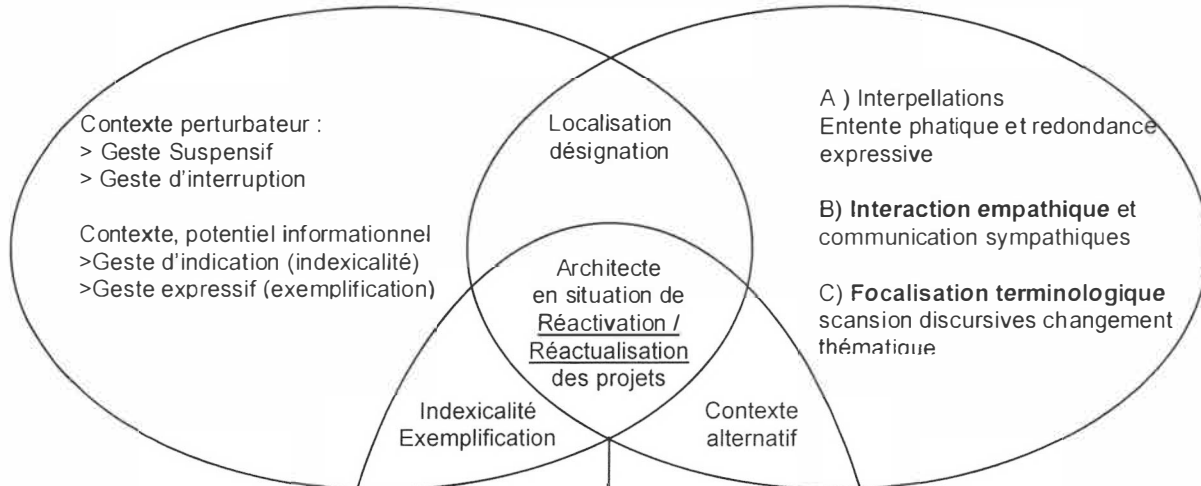 Contexte perturbateur :
> Geste Suspensif
> Geste d'interruption
Contexte, potentiel informationnel
>Geste d'indication (indexicalité)
>Geste expressif (exemplification)
Localisation
désignation
A ) Interpellations
Entente phatique et redondance
expressive
B) Interaction empathique et
communication sympathiques
C) Focalisation terminologique
scansion discursives changement
thématique
Architecte
en situation de
Réactivation /
Réactualisation
des projets
Indexicalité
Exemplification
Contexte
alternatif